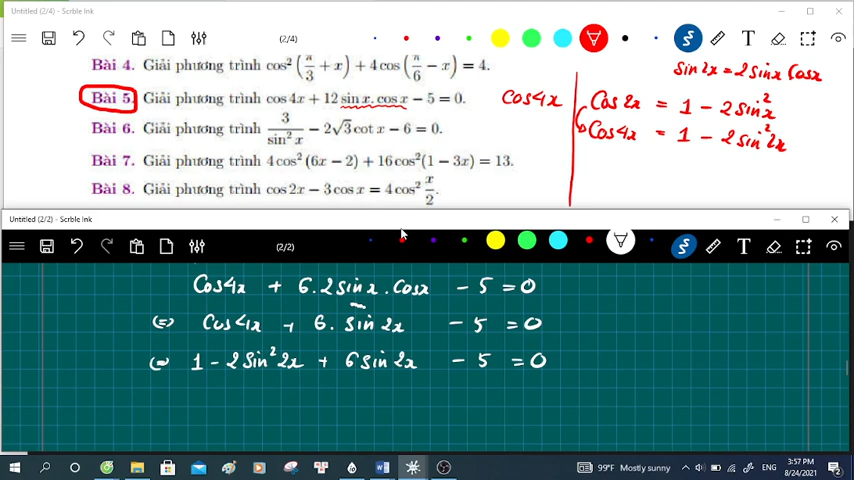 Untitled (2/4) - Scrble Ink
(2/4)
Bài 4. Giải phương trình cos²(π/3 + x) + 4 cos(π/6 − x) = 4.
Bài 5. Giải phương trình cos 4x + 12 sin x. cos x − 5 = 0.
Bài 6. Giải phương trình 3/sin² x − 2√3 cot x − 6 = 0.
Bài 7. Giải phương trình 4 cos²(6x − 2) + 16 cos²(1 − 3x) = 13.
Bài 8. Giải phương trình cos 2x − 3 cos x = 4 cos² x/2.
sin2x = 2sinx cosx
cos4x
Cos2x = 1 - 2sin²x
Cos4x = 1 - 2sin²2x
Untitled (2/2) - Scrble Ink
(2/2)
Cos4x + 6.2sinx.cosx - 5 = 0
(=) Cos4x + 6.sin2x - 5 = 0
(=) 1 - 2sin²2x + 6sin2x - 5 = 0
99°F Mostly sunny
ENG
3:57 PM
8/24/2021
2